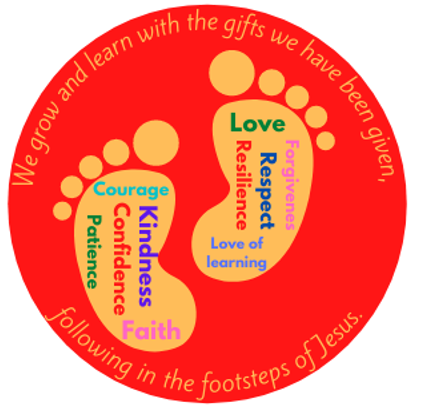 We grow and learn with the gifts we have been given,
Love
Resilience
Respect
Forgivenes
Love of
learning
Courage
Patience
Confidence
Kindness
Faith
following in the footsteps of Jesus.